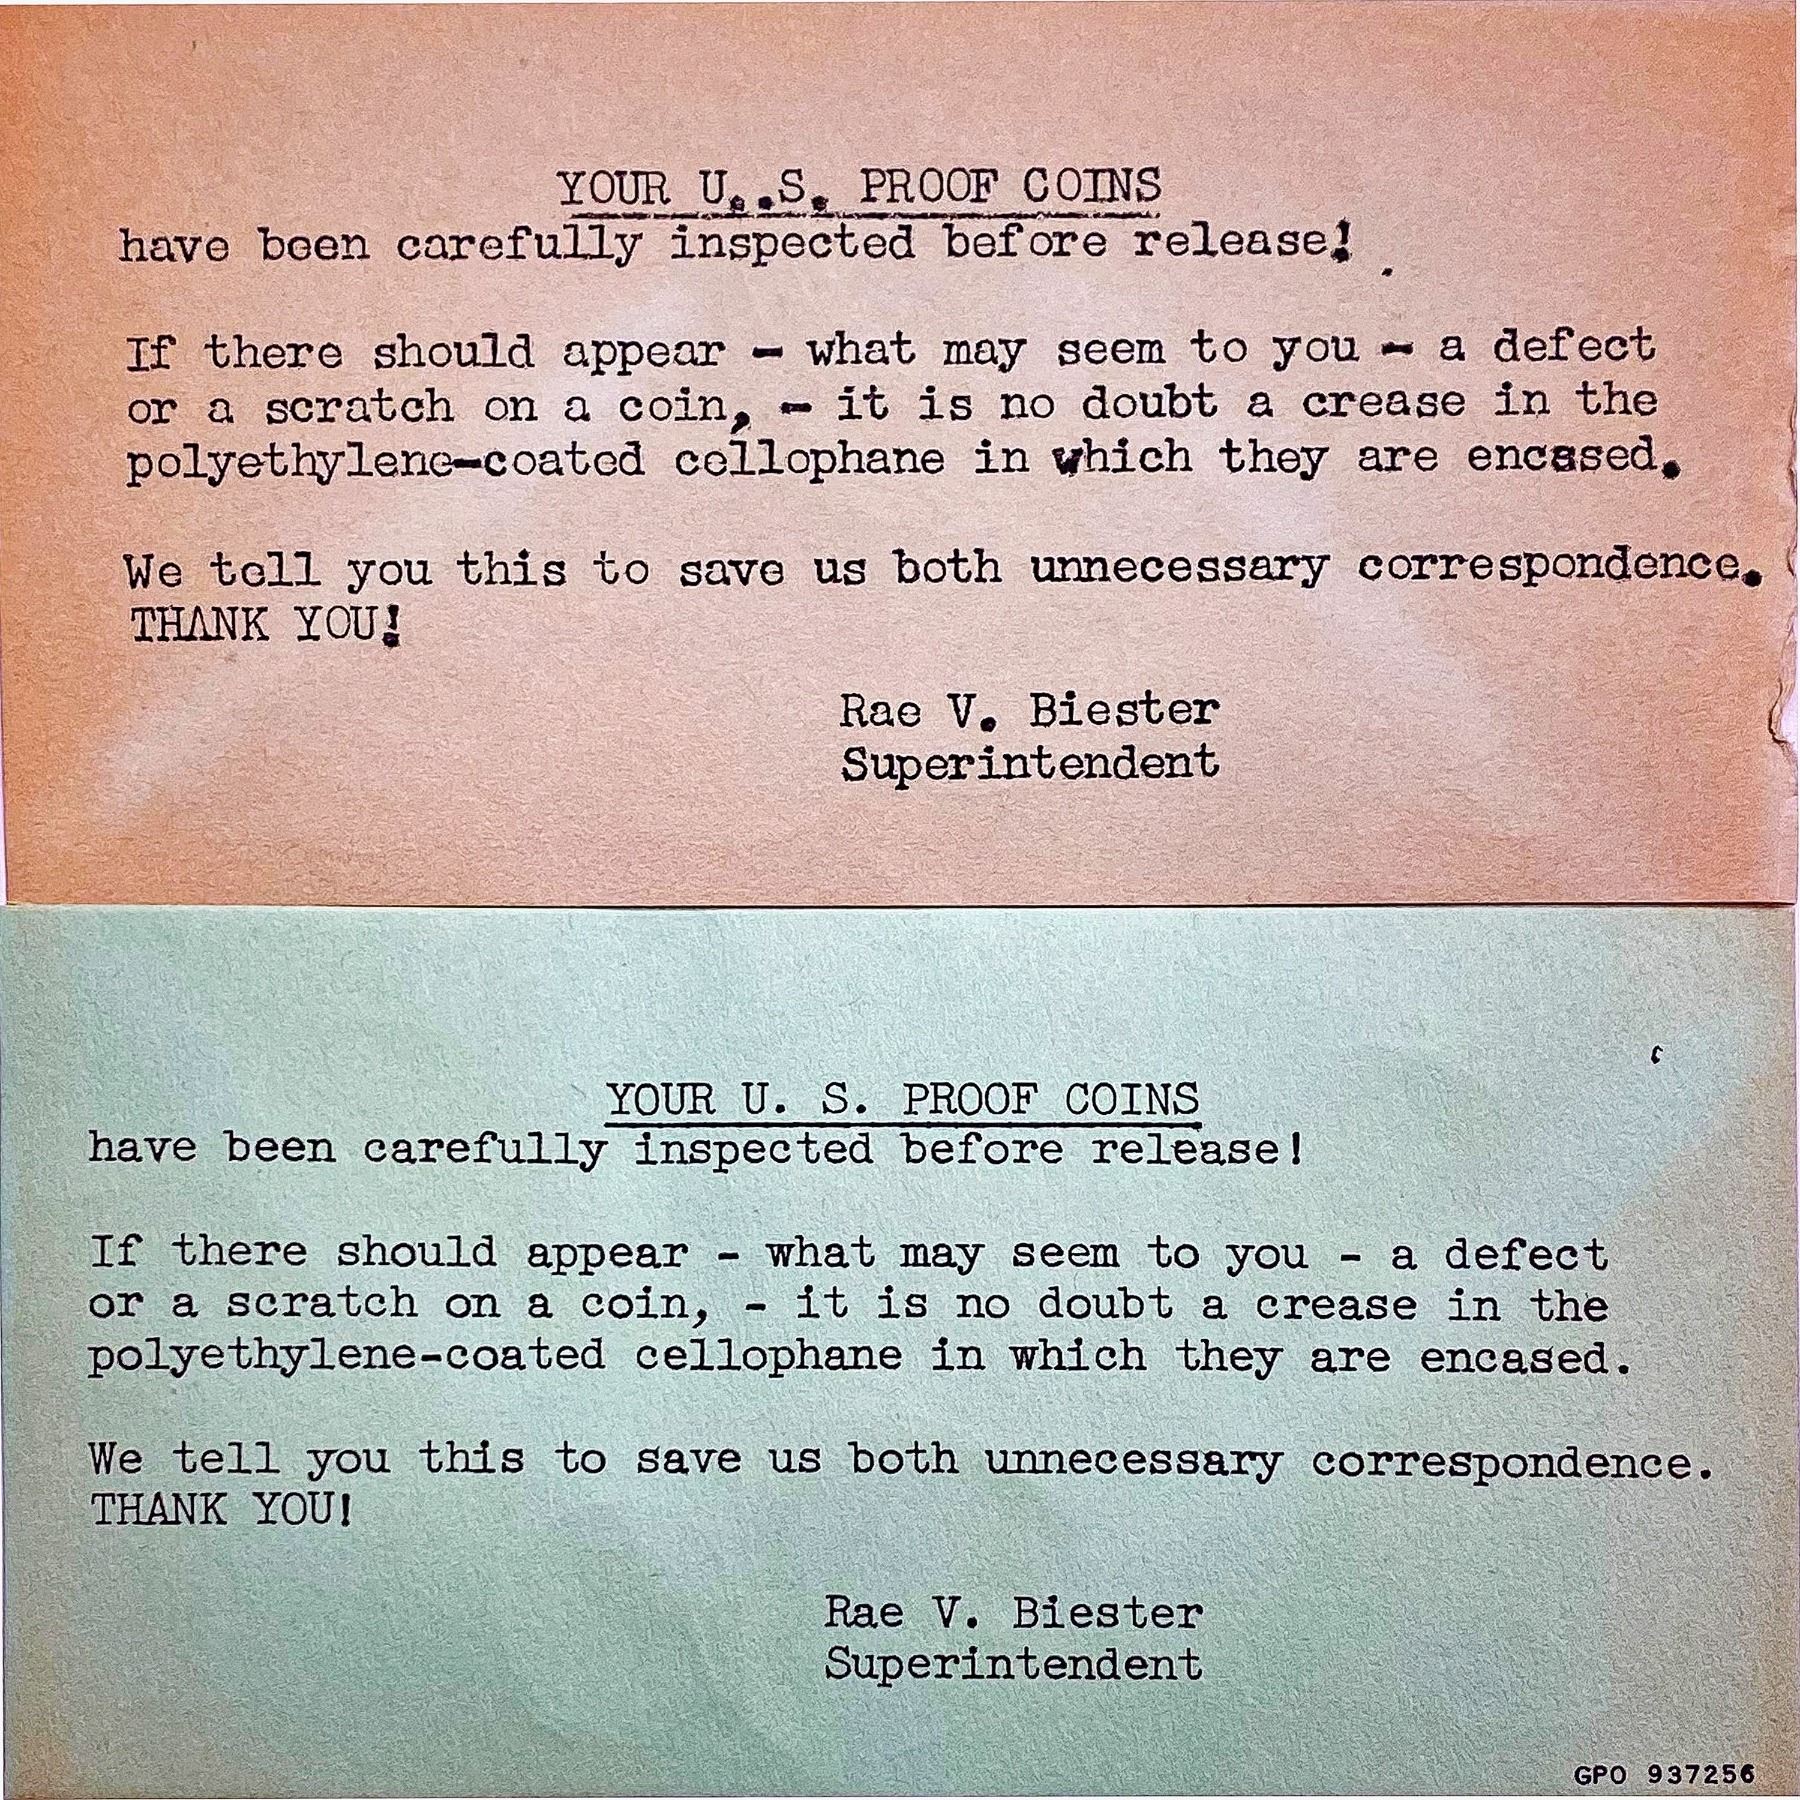 YOUR U..S. PROOF COINS
have been carefully inspected before release!
If there should appear - what may seem to you - a defect
or a scratch on a coin, - it is no doubt a crease in the
polyethylene-coated cellophane in which they are encased.
We tell you this to save us both unnecessary correspondence.
THANK YOU!
Rae V. Biester
Superintendent
YOUR U. S. PROOF COINS
have been carefully inspected before release!
If there should appear - what may seem to you - a defect
or a scratch on a coin, - it is no doubt a crease in the
polyethylene-coated cellophane in which they are encased.
We tell you this to save us both unnecessary correspondence.
THANK YOU!
Rae V. Biester
Superintendent
GPO 937256